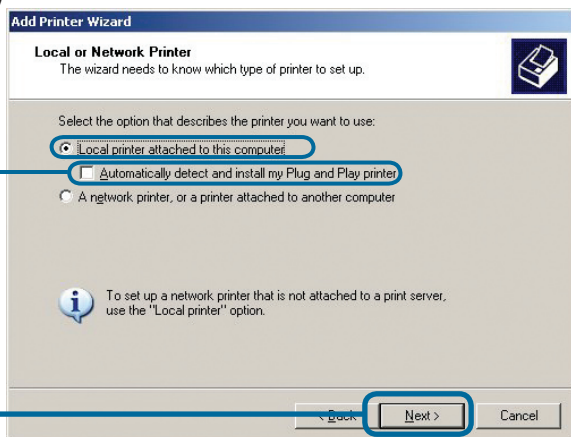 Add Printer Wizard
Local or Network Printer
The wizard needs to know which type of printer to set up.
Select the option that describes the printer you want to use:
Local printer attached to this computer
Automatically detect and install my Plug and Play printer
A network printer, or a printer attached to another computer
To set up a network printer that is not attached to a print server,
use the "Local printer" option.
< Back Next > Cancel